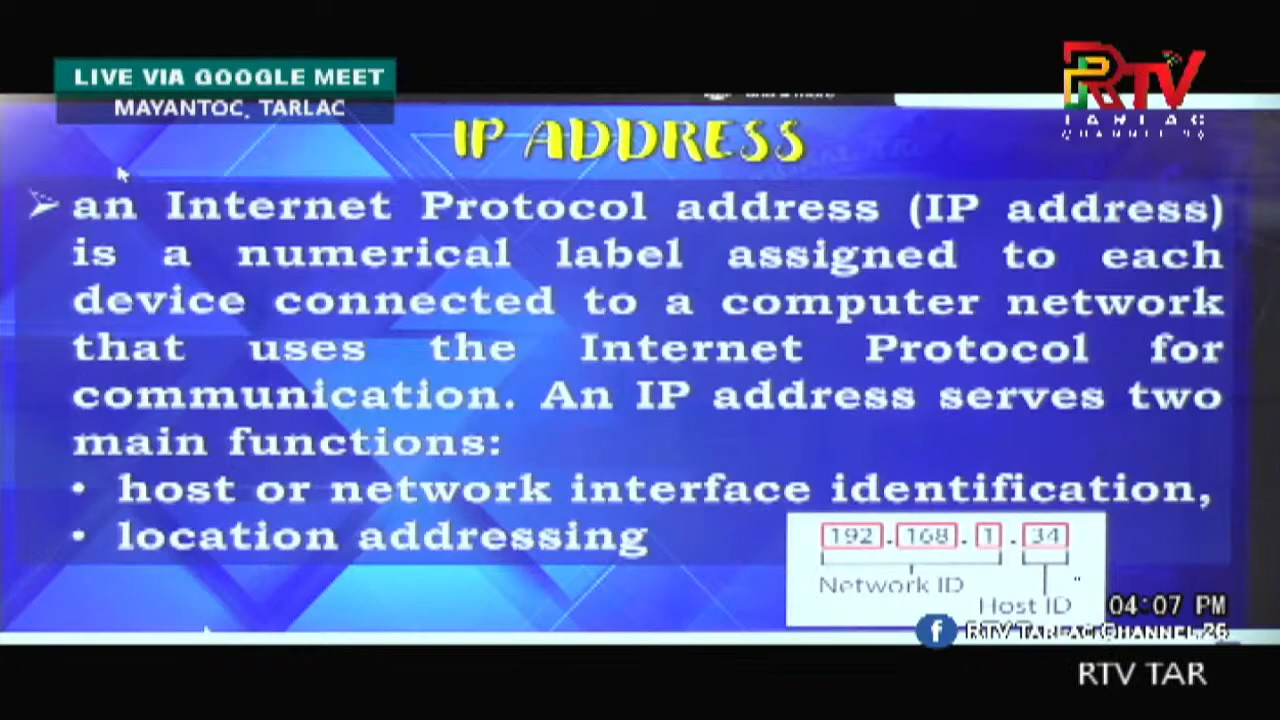 LIVE VIA GOOGLE MEET
MAYANTOC, TARLAC
RTV
TARLAC
IP ADDRESS
an Internet Protocol address (IP address)
is a numerical label assigned to each
device connected to a computer network
that uses the Internet Protocol for
communication. An IP address serves two
main functions:
• host or network interface identification,
• location addressing
192.168.1.34
Network ID
Host ID
04:07 PM
RTV TARLAC CHANNEL 26
RTV TAR